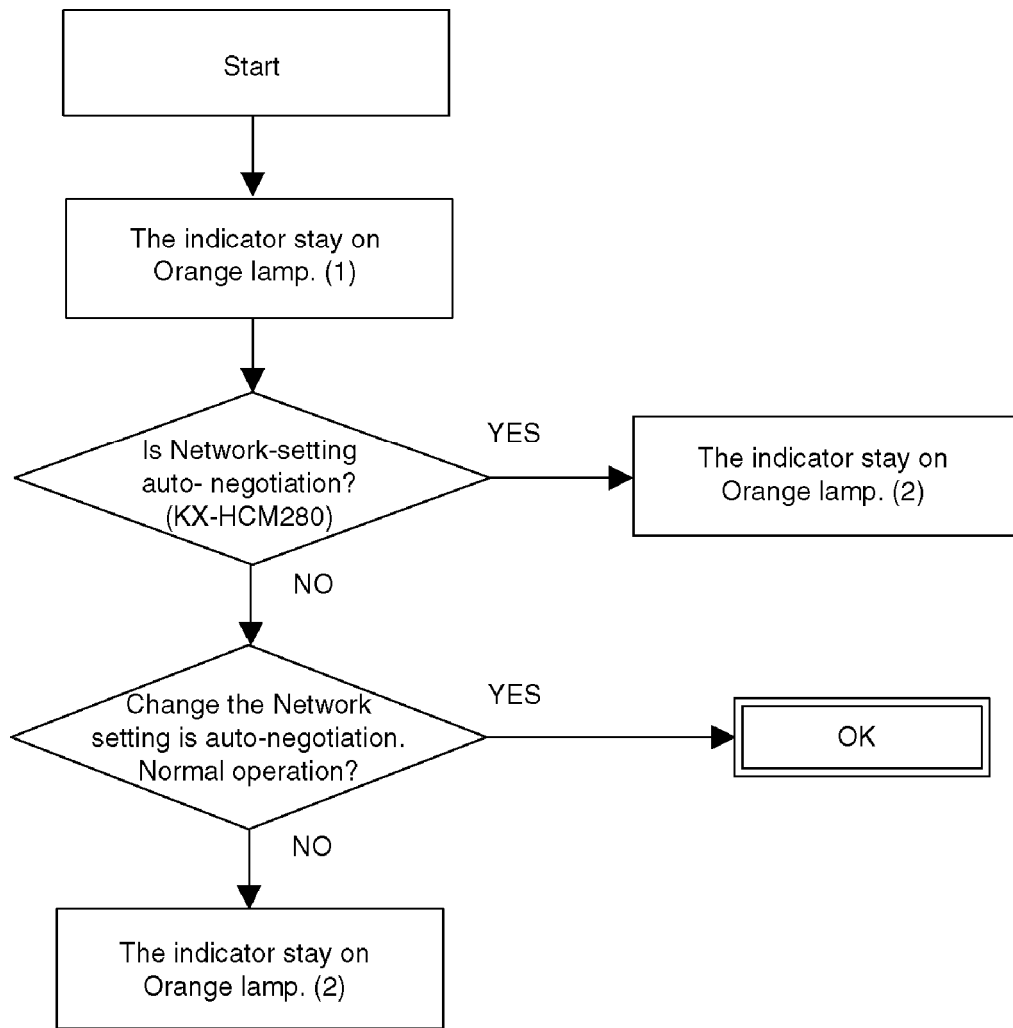 Start
The indicator stay on
Orange lamp. (1)
Is Network-setting
auto- negotiation?
(KX-HCM280)
YES
The indicator stay on
Orange lamp. (2)
NO
Change the Network
setting is auto-negotiation.
Normal operation?
YES
OK
NO
The indicator stay on
Orange lamp. (2)